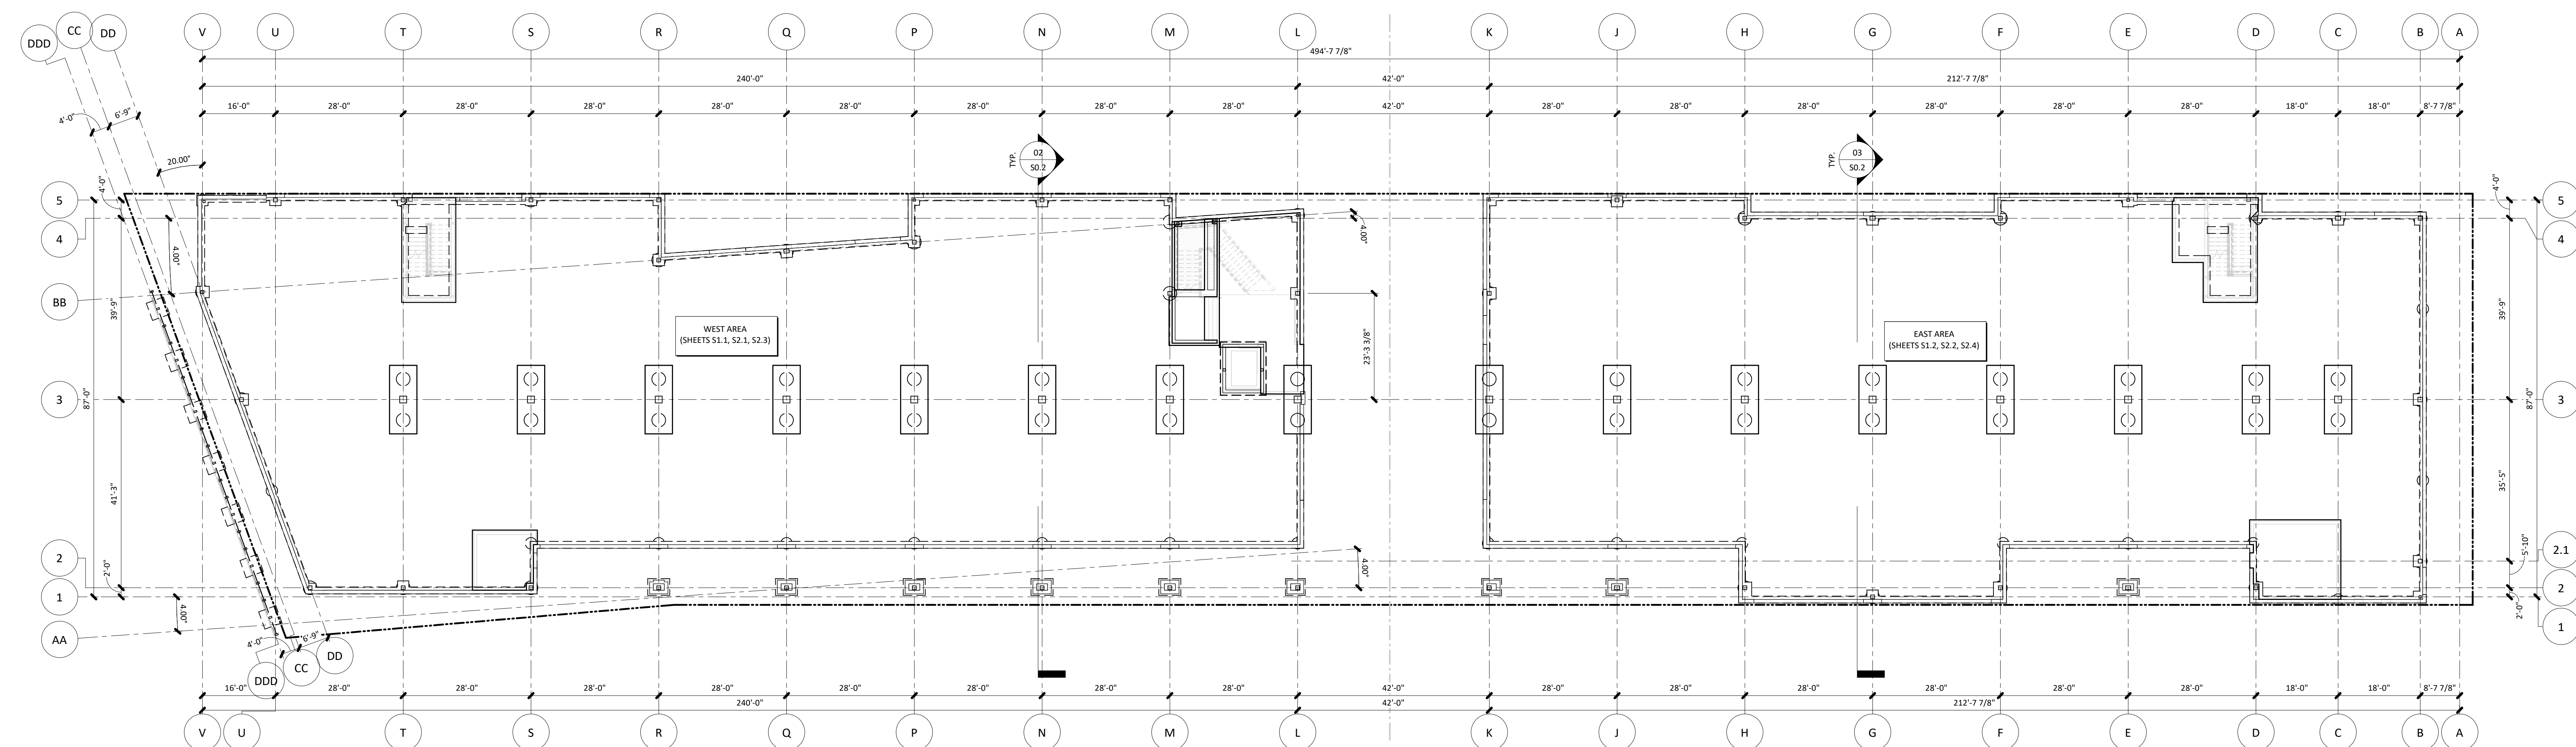 DDD CC DD V U T S R Q P N M L K J H G F E D C B A
494'-7 7/8"
240'-0" 42'-0" 212'-7 7/8"
16'-0" 28'-0" 28'-0" 28'-0" 28'-0" 28'-0" 28'-0" 28'-0" 28'-0" 42'-0" 28'-0" 28'-0" 28'-0" 28'-0" 28'-0" 28'-0" 18'-0" 18'-0" 8'-7 7/8"
4'-0" 6'-9"
20.00°
TYP.
02
S0.2
TYP.
03
S0.2
4'-0"
4'-0"
5
5
4
4
4.00°
4.00°
BB
39'-9"
39'-9"
WEST AREA
(SHEETS S1.1, S2.1, S2.3)
EAST AREA
(SHEETS S1.2, S2.2, S2.4)
23'-3 3/8"
3
87'-0"
87'-0"
3
41'-3"
35'-5"
2
2'-0"
4.00°
5'-10"
2.1
1
4.00°
2
2'-0"
AA
1
4'-0" 6'-9"
DDD CC DD
16'-0" 28'-0" 28'-0" 28'-0" 28'-0" 28'-0" 28'-0" 28'-0" 28'-0" 42'-0" 28'-0" 28'-0" 28'-0" 28'-0" 28'-0" 28'-0" 18'-0" 18'-0" 8'-7 7/8"
240'-0" 42'-0" 212'-7 7/8"
V U T S R Q P N M L K J H G F E D C B A